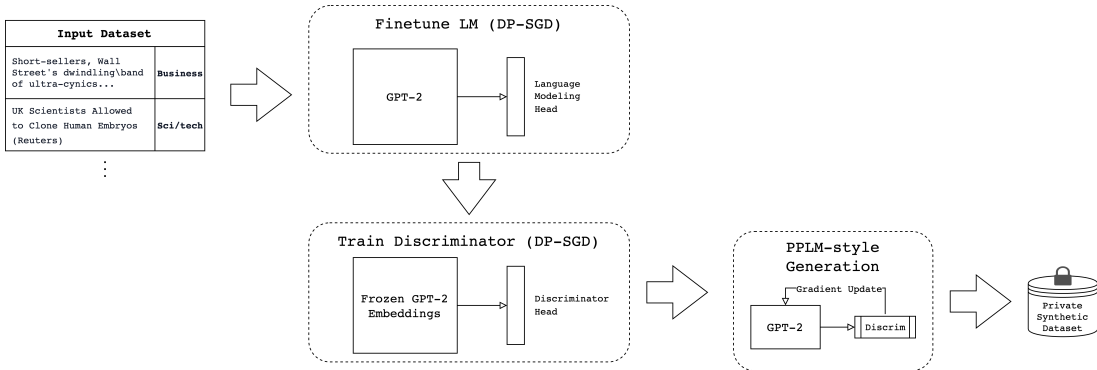 Input Dataset
Short-sellers, Wall
Street's dwindling\band
of ultra-cynics...
Business
UK Scientists Allowed
to Clone Human Embryos
(Reuters)
Sci/tech
Finetune LM (DP-SGD)
GPT-2
Language
Modeling
Head
Train Discriminator (DP-SGD)
Frozen GPT-2
Embeddings
Discriminator
Head
PPLM-style
Generation
Gradient Update
GPT-2
Discrim
Private
Synthetic
Dataset